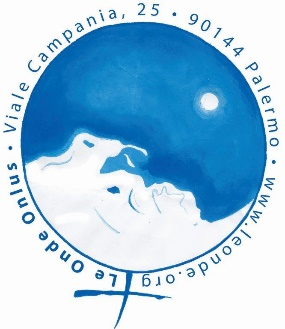 Le Onde Onlus • Viale Campania, 25 • 90144 Palermo • www.leonde.org